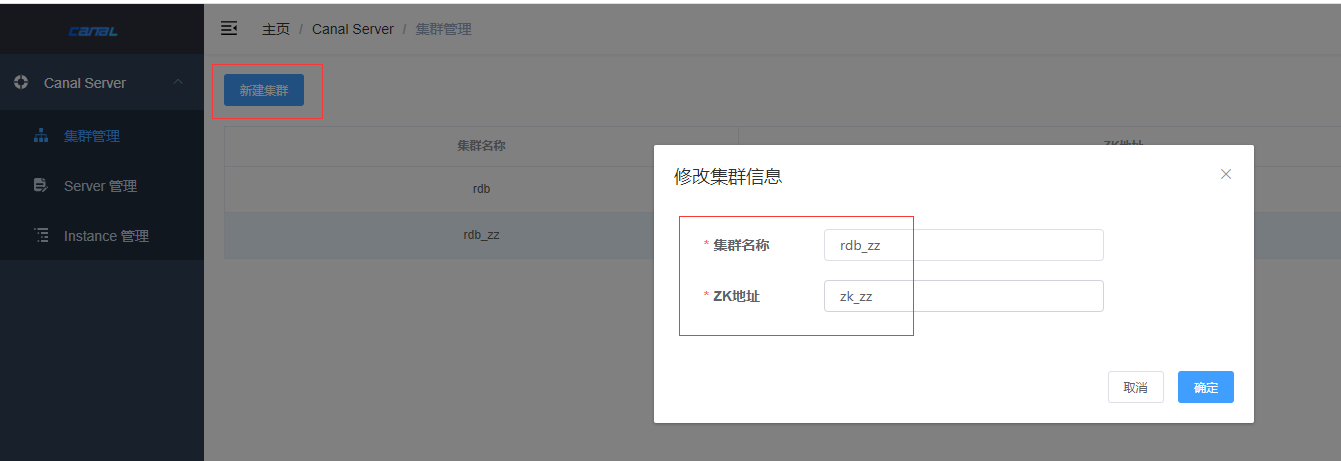 canal
主页 / Canal Server / 集群管理
Canal Server
集群管理
Server 管理
Instance 管理
新建集群
集群名称
ZK地址
rdb
rdb_zz
修改集群信息
* 集群名称
rdb_zz
* ZK地址
zk_zz
取消
确定